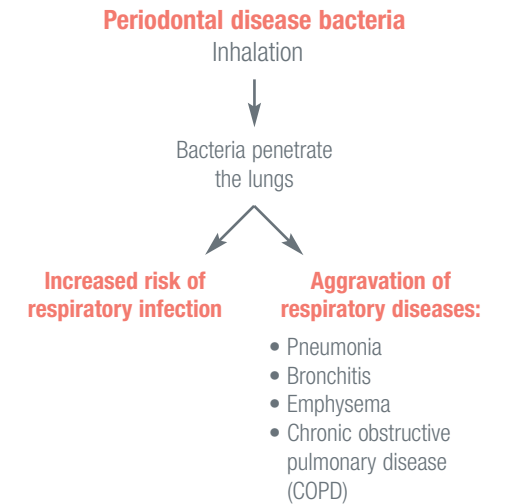 Periodontal disease bacteria
Inhalation
Bacteria penetrate
the lungs
Increased risk of
respiratory infection
Aggravation of
respiratory diseases:
• Pneumonia
• Bronchitis
• Emphysema
• Chronic obstructive
pulmonary disease
(COPD)